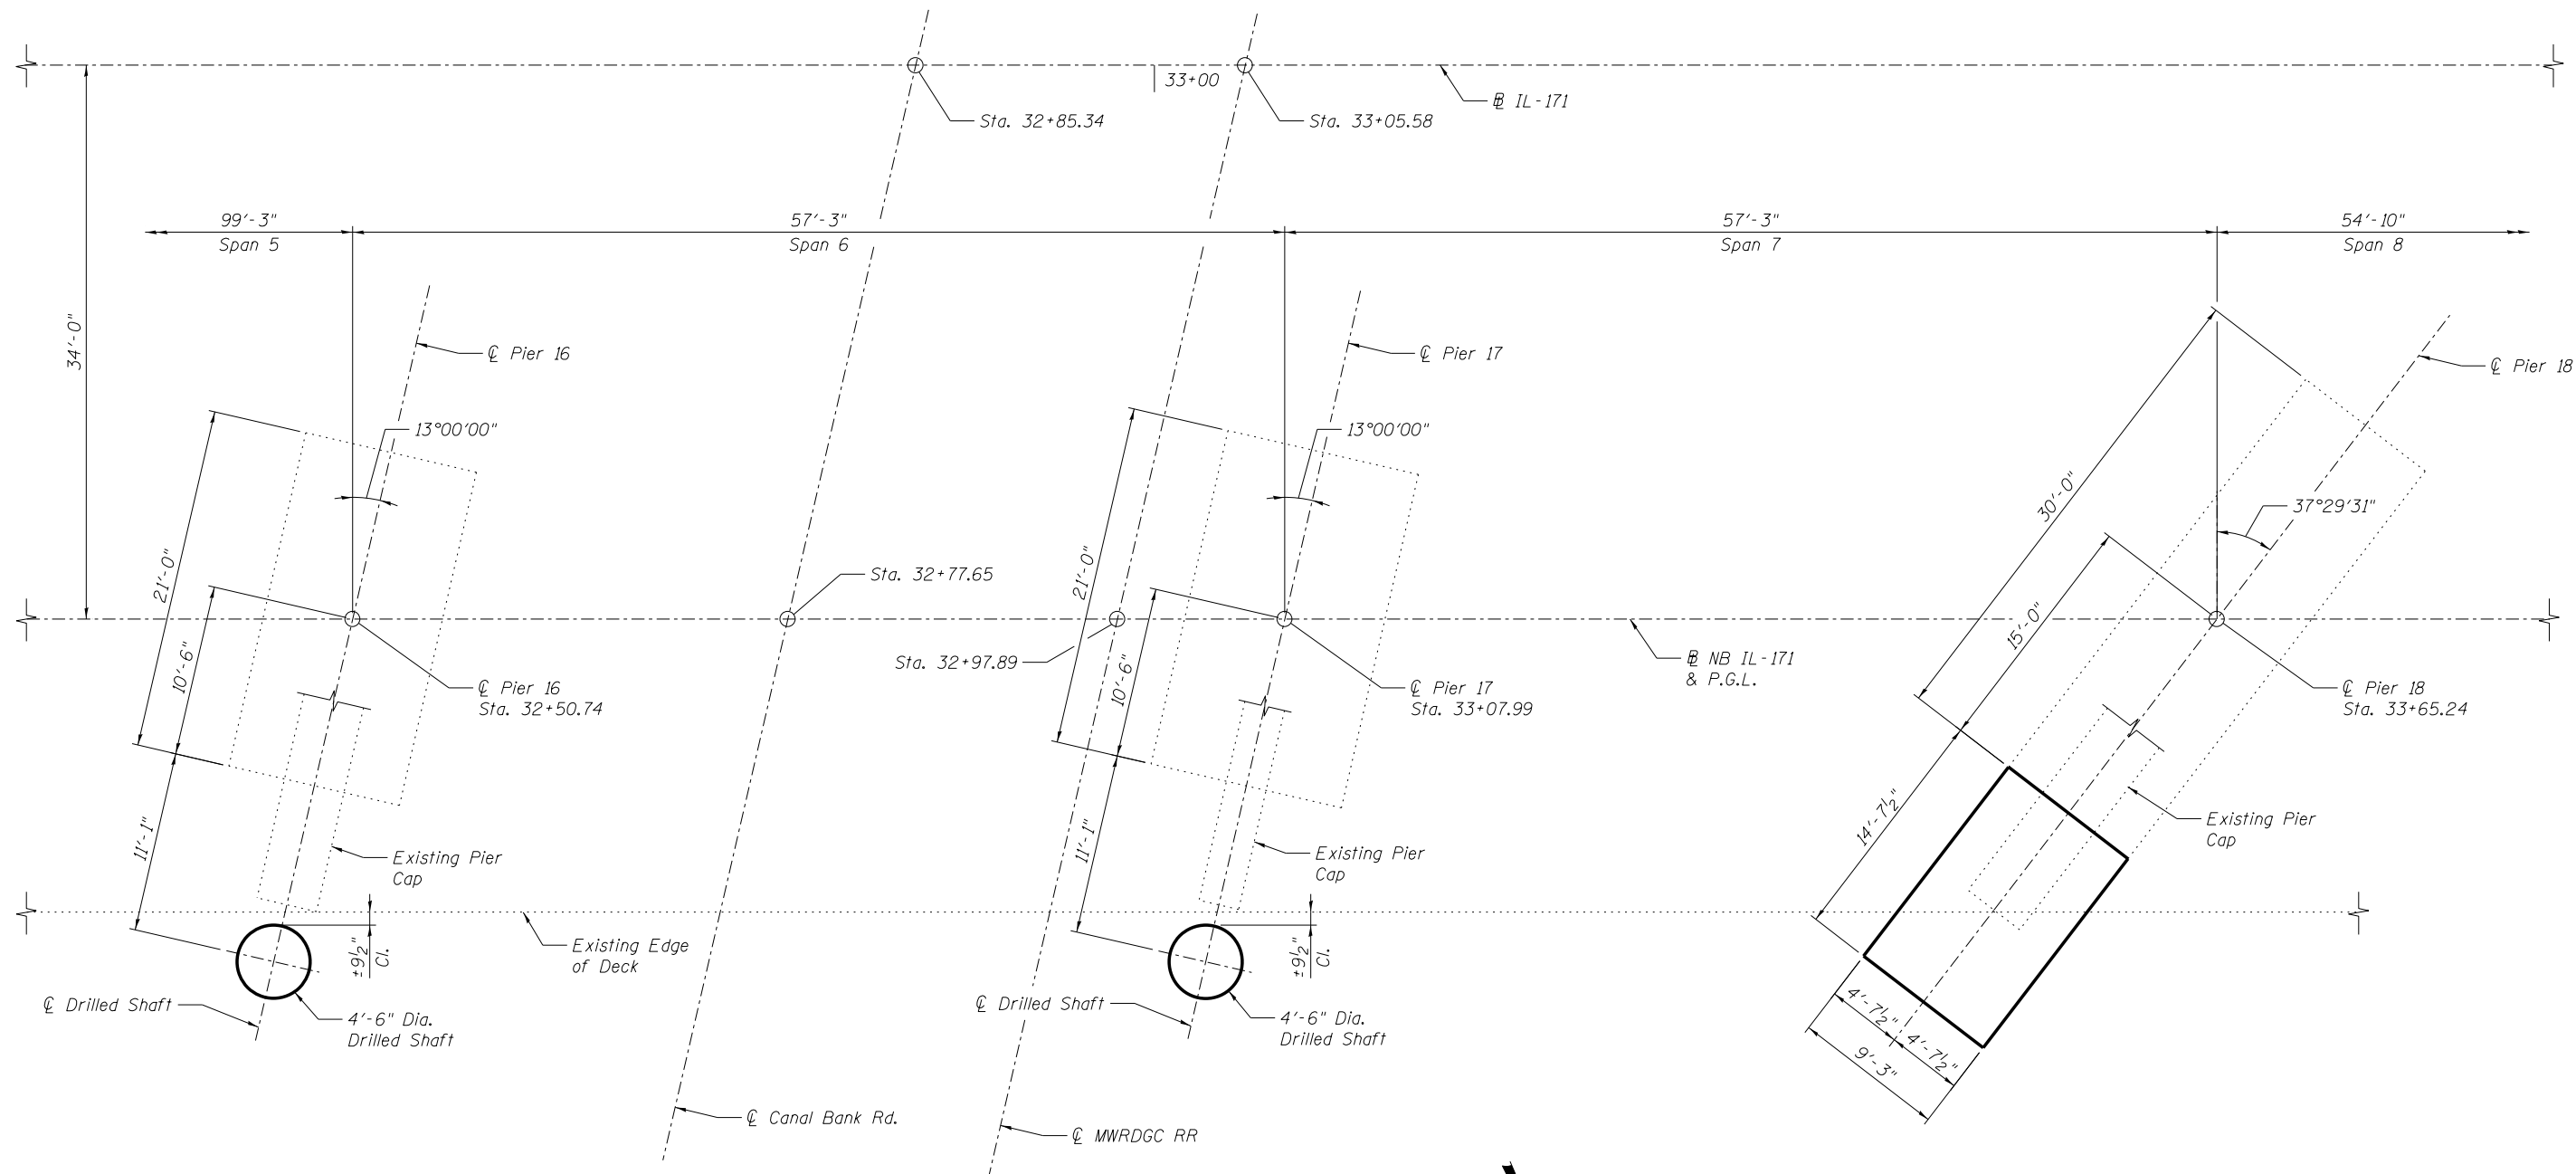 33+00
℄ IL-171
Sta. 32+85.34
Sta. 33+05.58
34'-0"
99'-3"
Span 5
57'-3"
Span 6
57'-3"
Span 7
54'-10"
Span 8
℄ Pier 16
℄ Pier 17
℄ Pier 18
13°00'00"
13°00'00"
37°29'31"
21'-0"
10'-6"
11'-1"
21'-0"
10'-6"
11'-1"
30'-0"
15'-0"
14'-7½"
Sta. 32+77.65
Sta. 32+97.89
℄ NB IL-171
& P.G.L.
℄ Pier 16
Sta. 32+50.74
℄ Pier 17
Sta. 33+07.99
℄ Pier 18
Sta. 33+65.24
Existing Pier
Cap
Existing Pier
Cap
Existing Pier
Cap
Existing Edge
of Deck
±9½"
Cl.
±9½"
Cl.
℄ Drilled Shaft
4'-6" Dia.
Drilled Shaft
℄ Drilled Shaft
4'-6" Dia.
Drilled Shaft
4'-7½"
4'-7½"
9'-3"
℄ Canal Bank Rd.
℄ MWRDGC RR